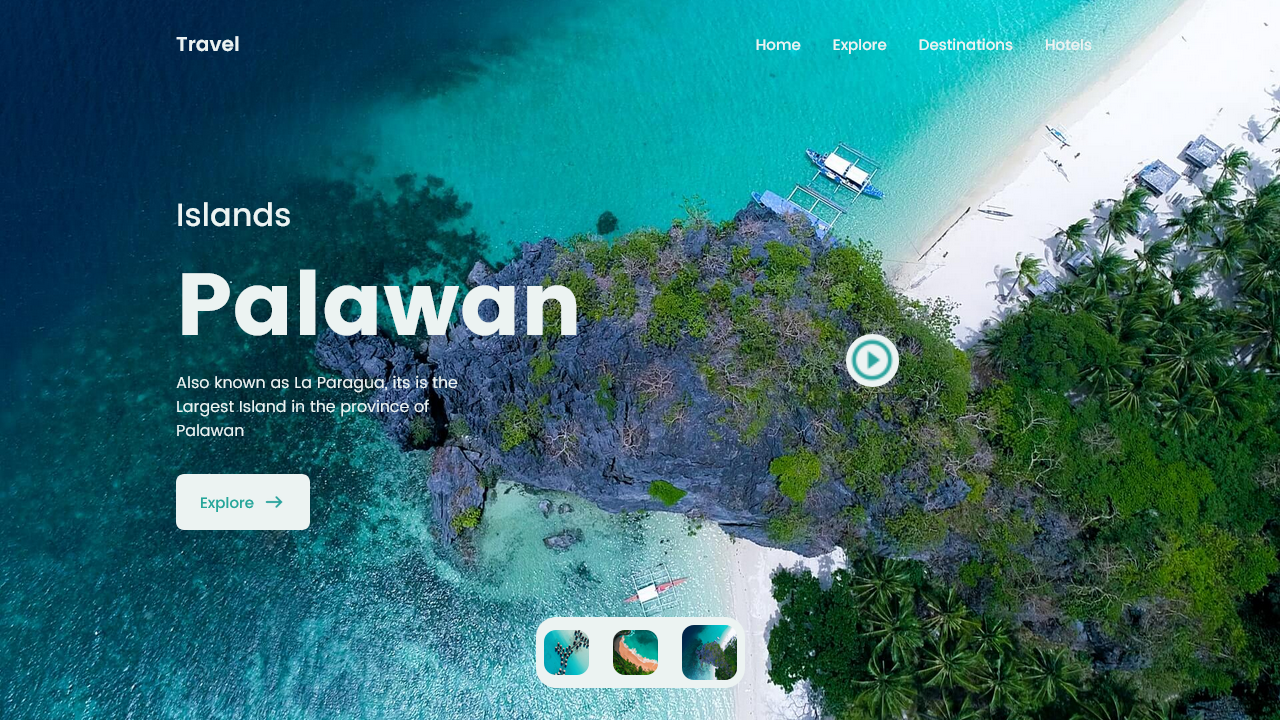 Travel
Home
Explore
Destinations
Hotels
Islands
Palawan
Also known as La Paragua, its is the
Largest Island in the province of
Palawan
Explore